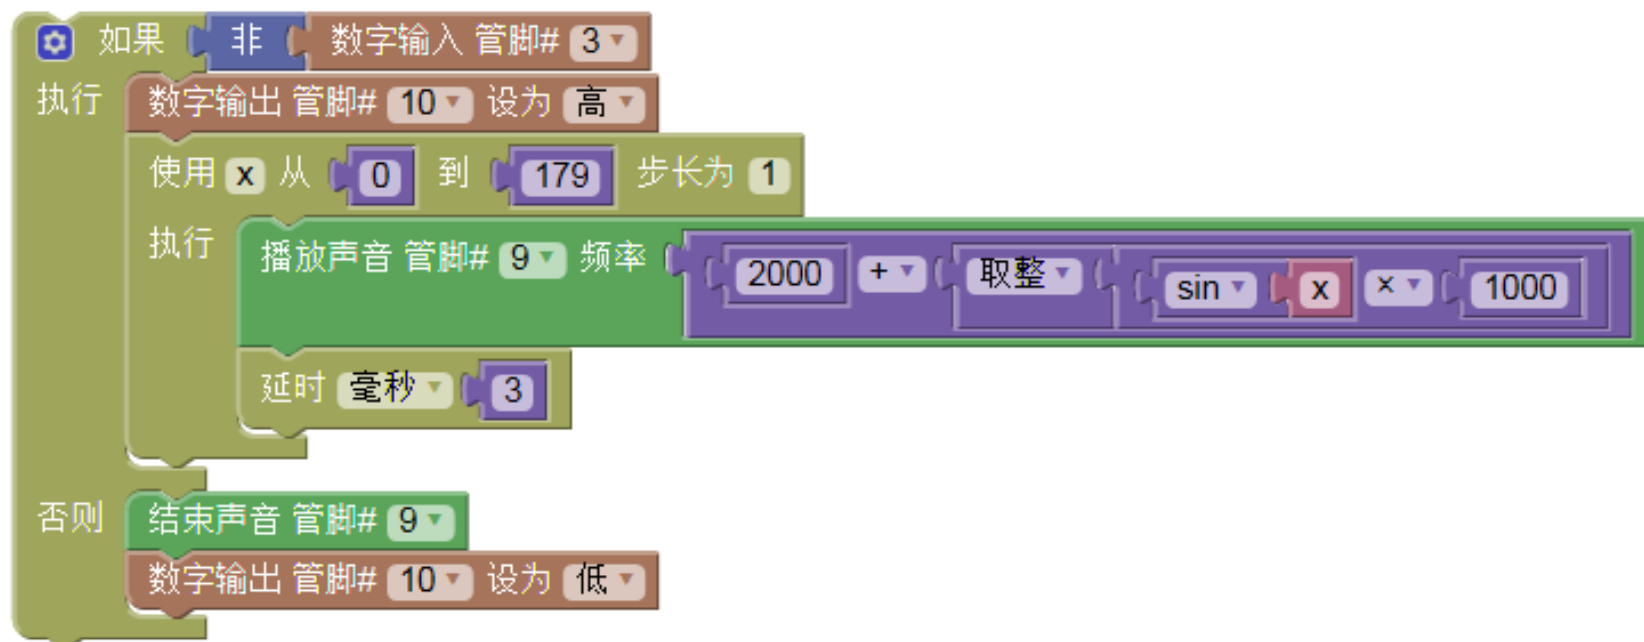 如果 非 数字输入 管脚# 3
执行 数字输出 管脚# 10 设为 高
使用 x 从 0 到 179 步长为 1
执行 播放声音 管脚# 9 频率 2000 + 取整 sin x × 1000
延时 毫秒 3
否则 结束声音 管脚# 9
数字输出 管脚# 10 设为 低